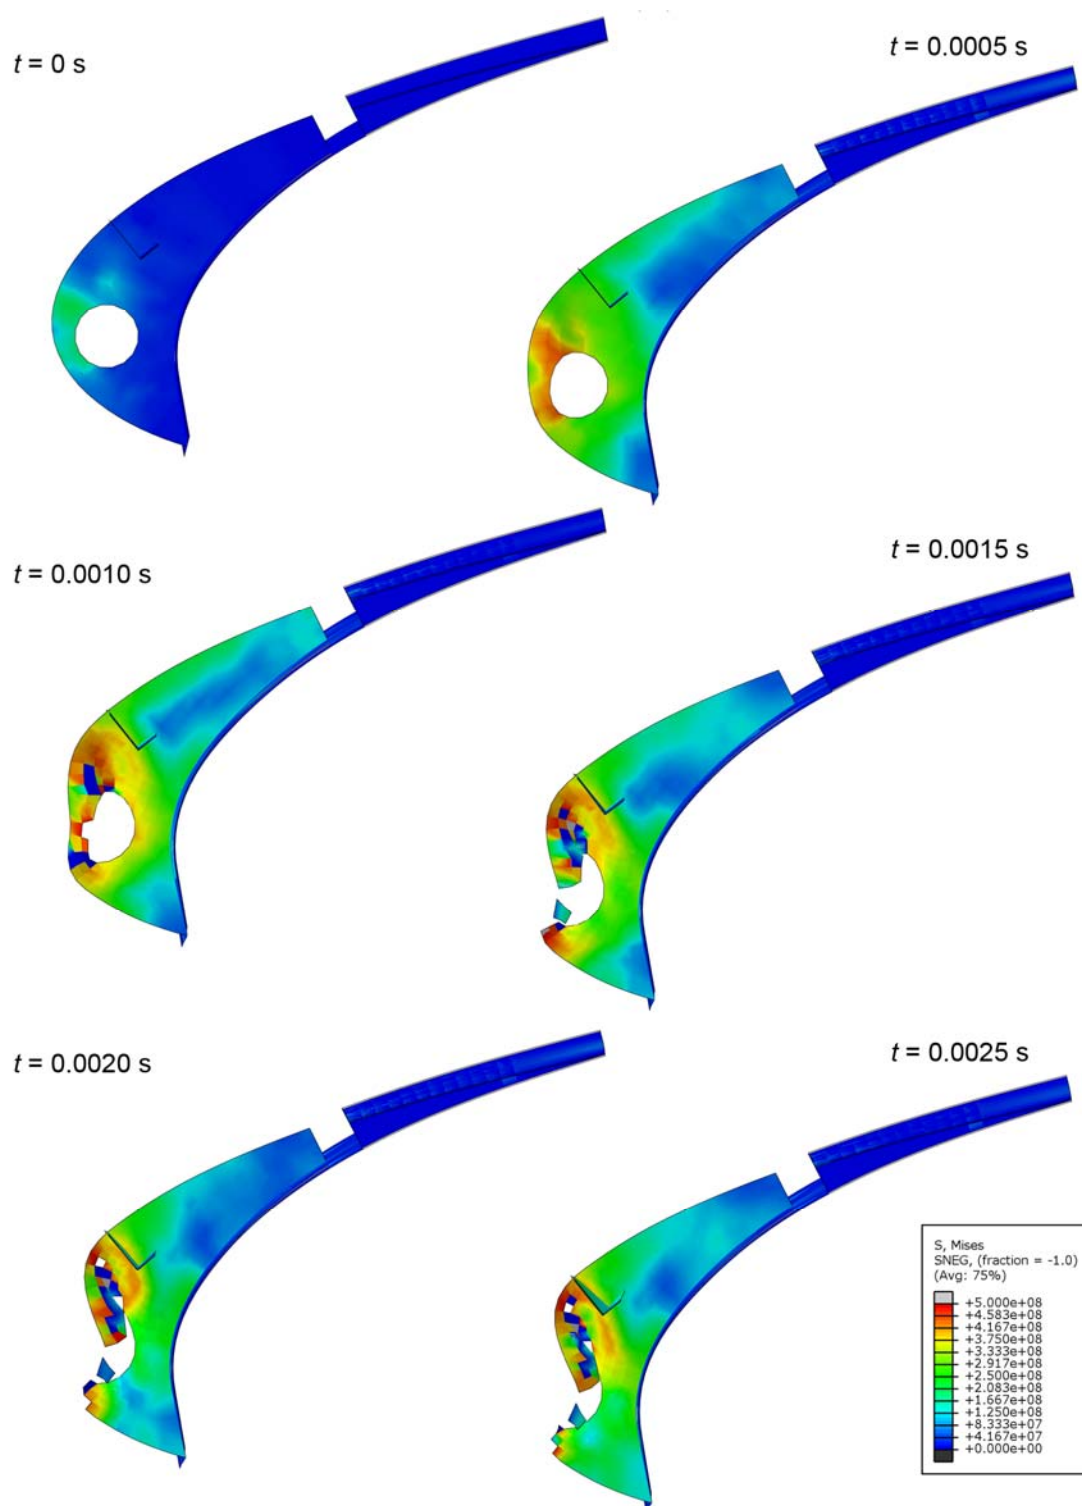 t = 0 s
t = 0.0005 s
t = 0.0010 s
t = 0.0015 s
t = 0.0020 s
t = 0.0025 s
S, Mises
SNEG, (fraction = -1.0)
(Avg: 75%)
+5.000e+08
+4.583e+08
+4.167e+08
+3.750e+08
+3.333e+08
+2.917e+08
+2.500e+08
+2.083e+08
+1.667e+08
+1.250e+08
+8.333e+07
+4.167e+07
+0.000e+00